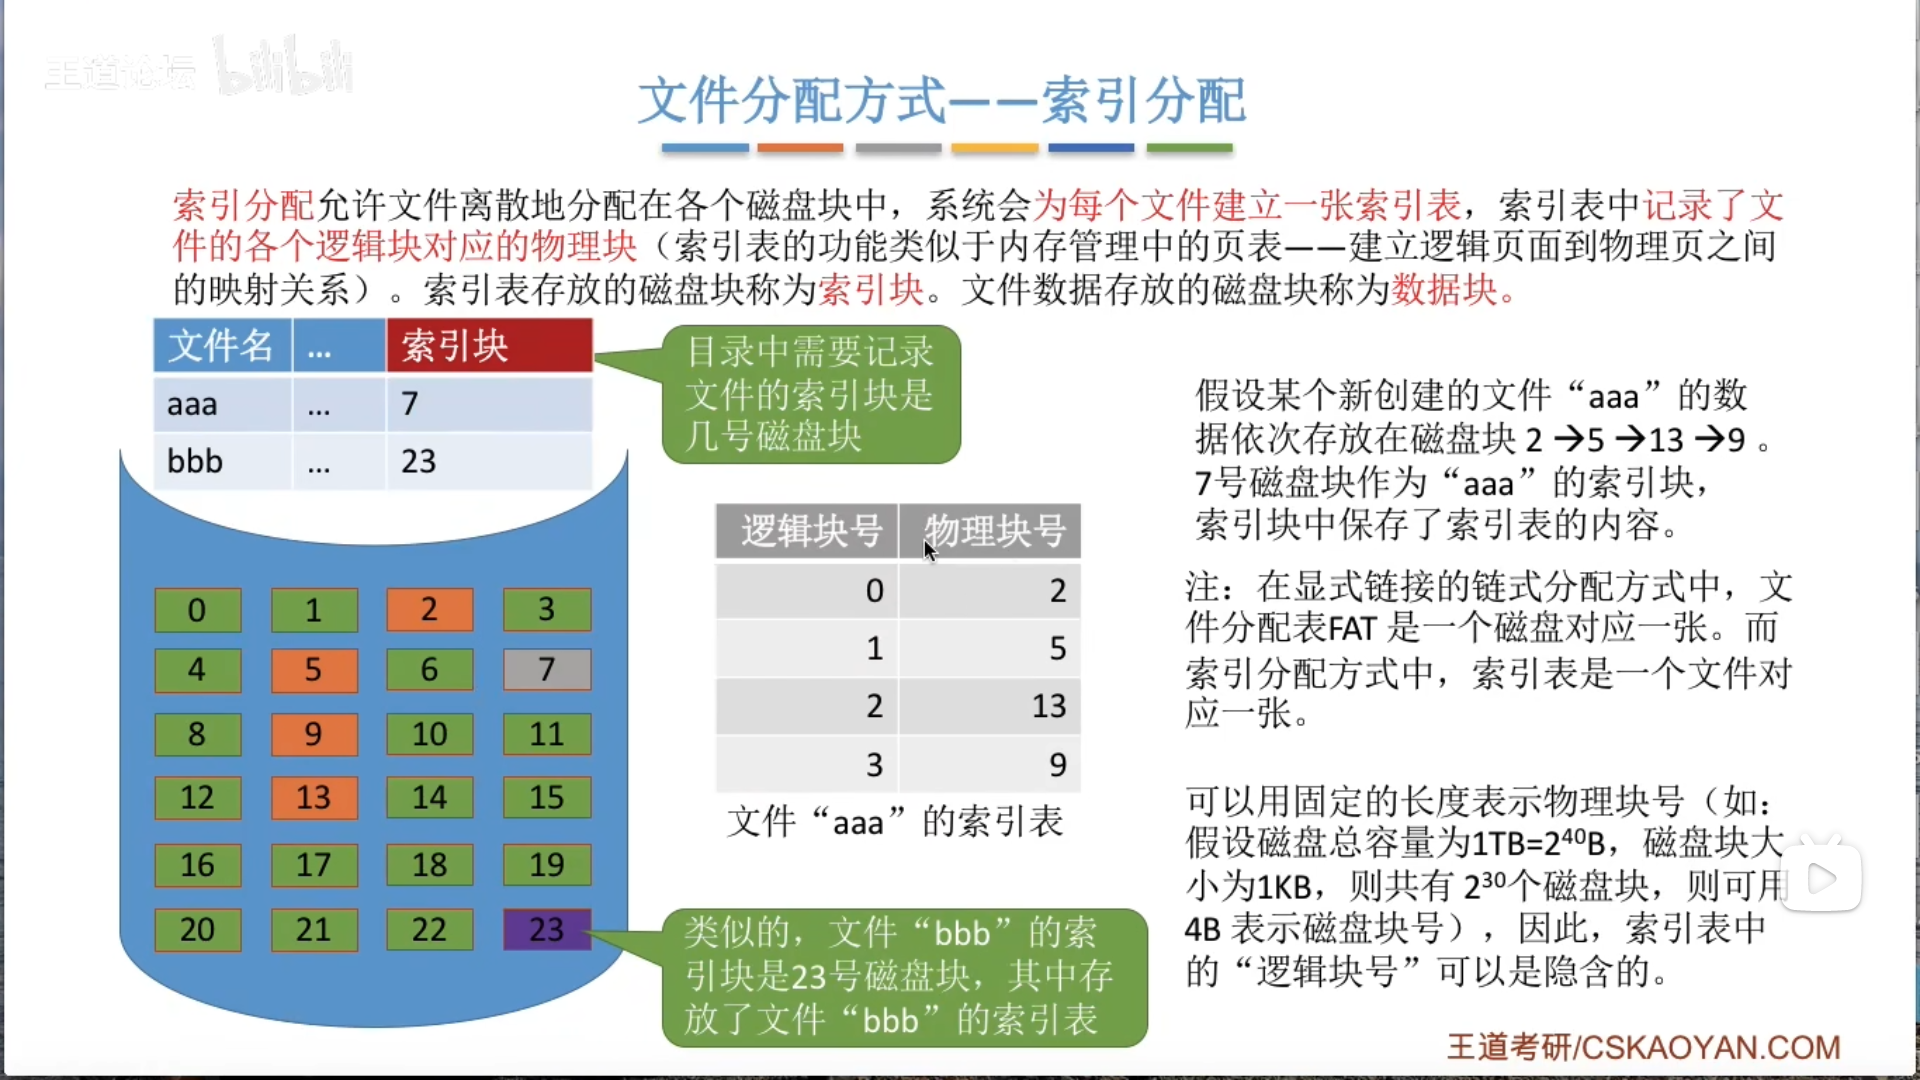 王道论坛 bilibili
文件分配方式——索引分配
索引分配允许文件离散地分配在各个磁盘块中，系统会为每个文件建立一张索引表，索引表中记录了文
件的各个逻辑块对应的物理块（索引表的功能类似于内存管理中的页表——建立逻辑页面到物理页之间
的映射关系）。索引表存放的磁盘块称为索引块。文件数据存放的磁盘块称为数据块。
文件名 ... 索引块
aaa ... 7
bbb ... 23
目录中需要记录
文件的索引块是
几号磁盘块
0 1 2 3
4 5 6 7
8 9 10 11
12 13 14 15
16 17 18 19
20 21 22 23
逻辑块号 物理块号
0 2
1 5
2 13
3 9
文件“aaa”的索引表
类似的，文件“bbb”的索
引块是23号磁盘块，其中存
放了文件“bbb”的索引表
假设某个新创建的文件“aaa”的数
据依次存放在磁盘块 2 →5 →13 →9 。
7号磁盘块作为“aaa”的索引块，
索引块中保存了索引表的内容。
注：在显式链接的链式分配方式中，文
件分配表FAT 是一个磁盘对应一张。而
索引分配方式中，索引表是一个文件对
应一张。
可以用固定的长度表示物理块号（如：
假设磁盘总容量为1TB=2⁴⁰B，磁盘块大
小为1KB，则共有 2³⁰个磁盘块，则可用
4B 表示磁盘块号），因此，索引表中
的“逻辑块号”可以是隐含的。
王道考研/CSKAOYAN.COM